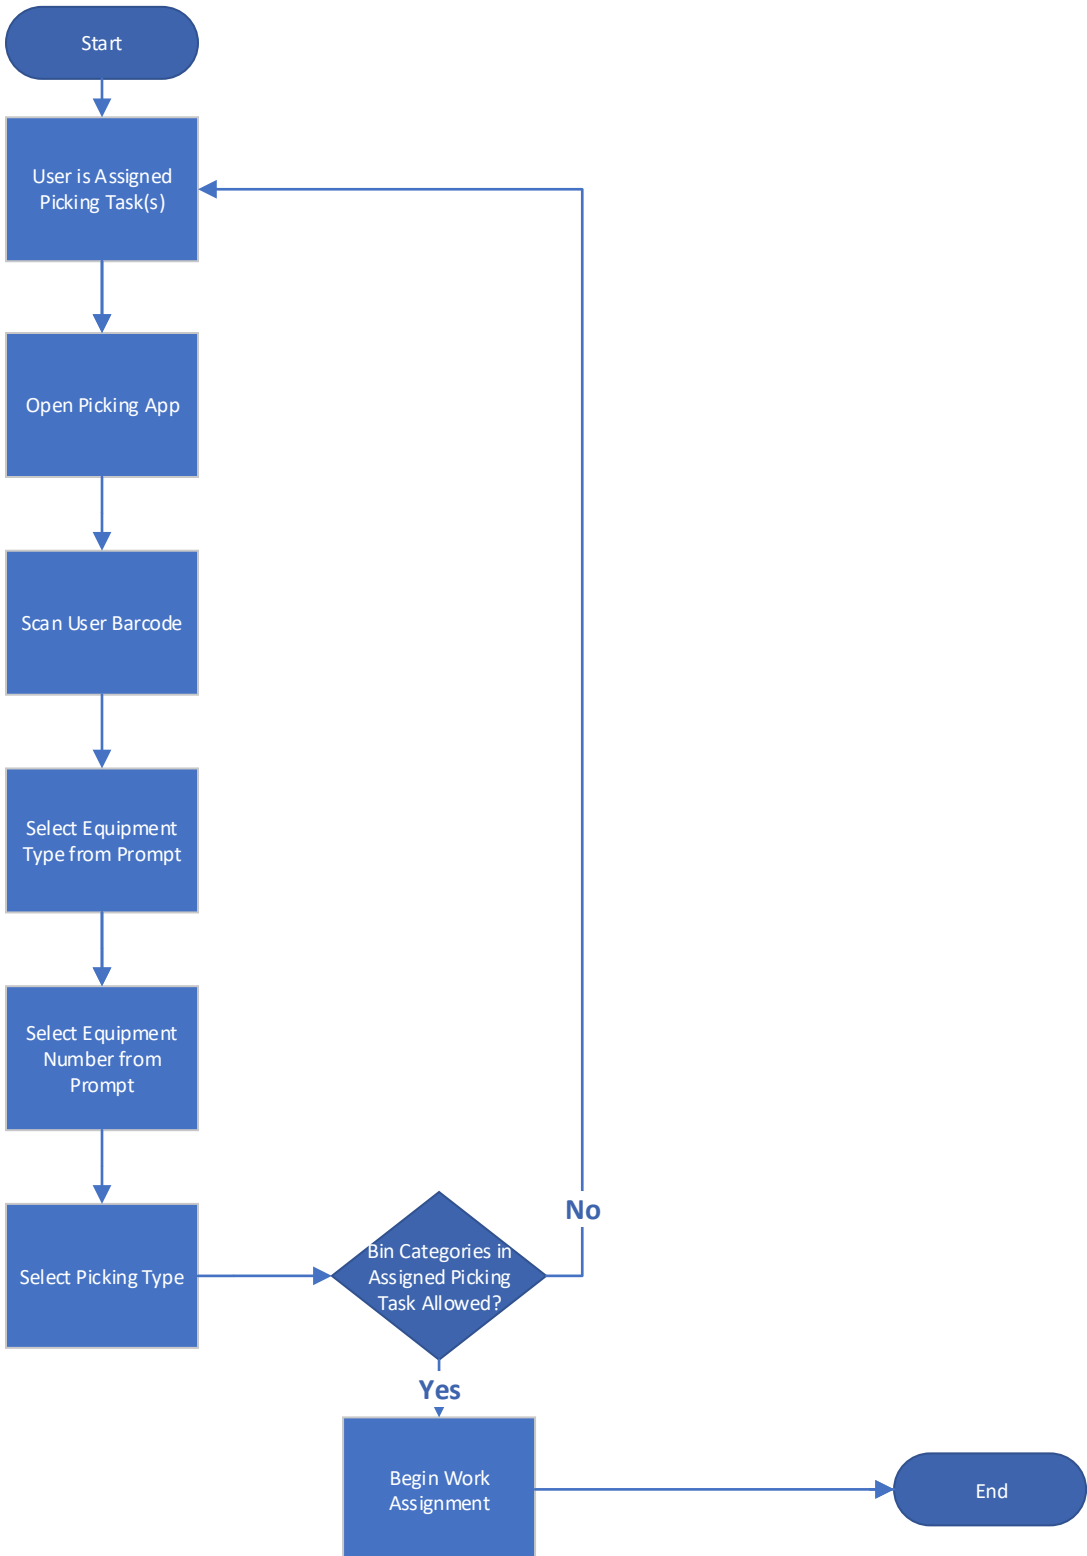 Start
User is Assigned
Picking Task(s)
Open Picking App
Scan User Barcode
Select Equipment
Type from Prompt
Select Equipment
Number from
Prompt
Select Picking Type
Bin Categories in
Assigned Picking
Task Allowed?
No
Yes
Begin Work
Assignment
End